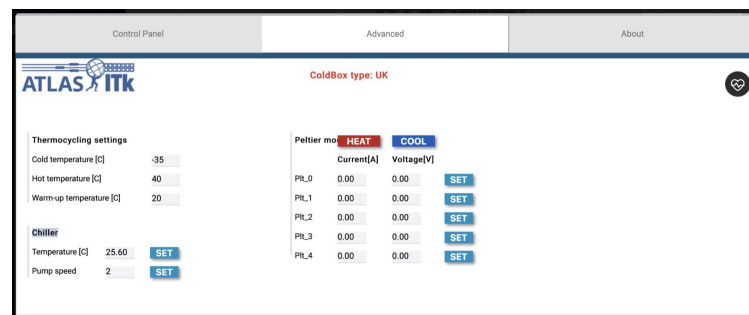 Control Panel
Advanced
About
ATLAS ITk
ColdBox type: UK
Thermocycling settings
Cold temperature [C] -35
Hot temperature [C] 40
Warm-up temperature [C] 20
Chiller
Temperature [C] 25.60 SET
Pump speed 2 SET
Peltier mo HEAT COOL
Current[A] Voltage[V]
Plt_0 0.00 0.00 SET
Plt_1 0.00 0.00 SET
Plt_2 0.00 0.00 SET
Plt_3 0.00 0.00 SET
Plt_4 0.00 0.00 SET